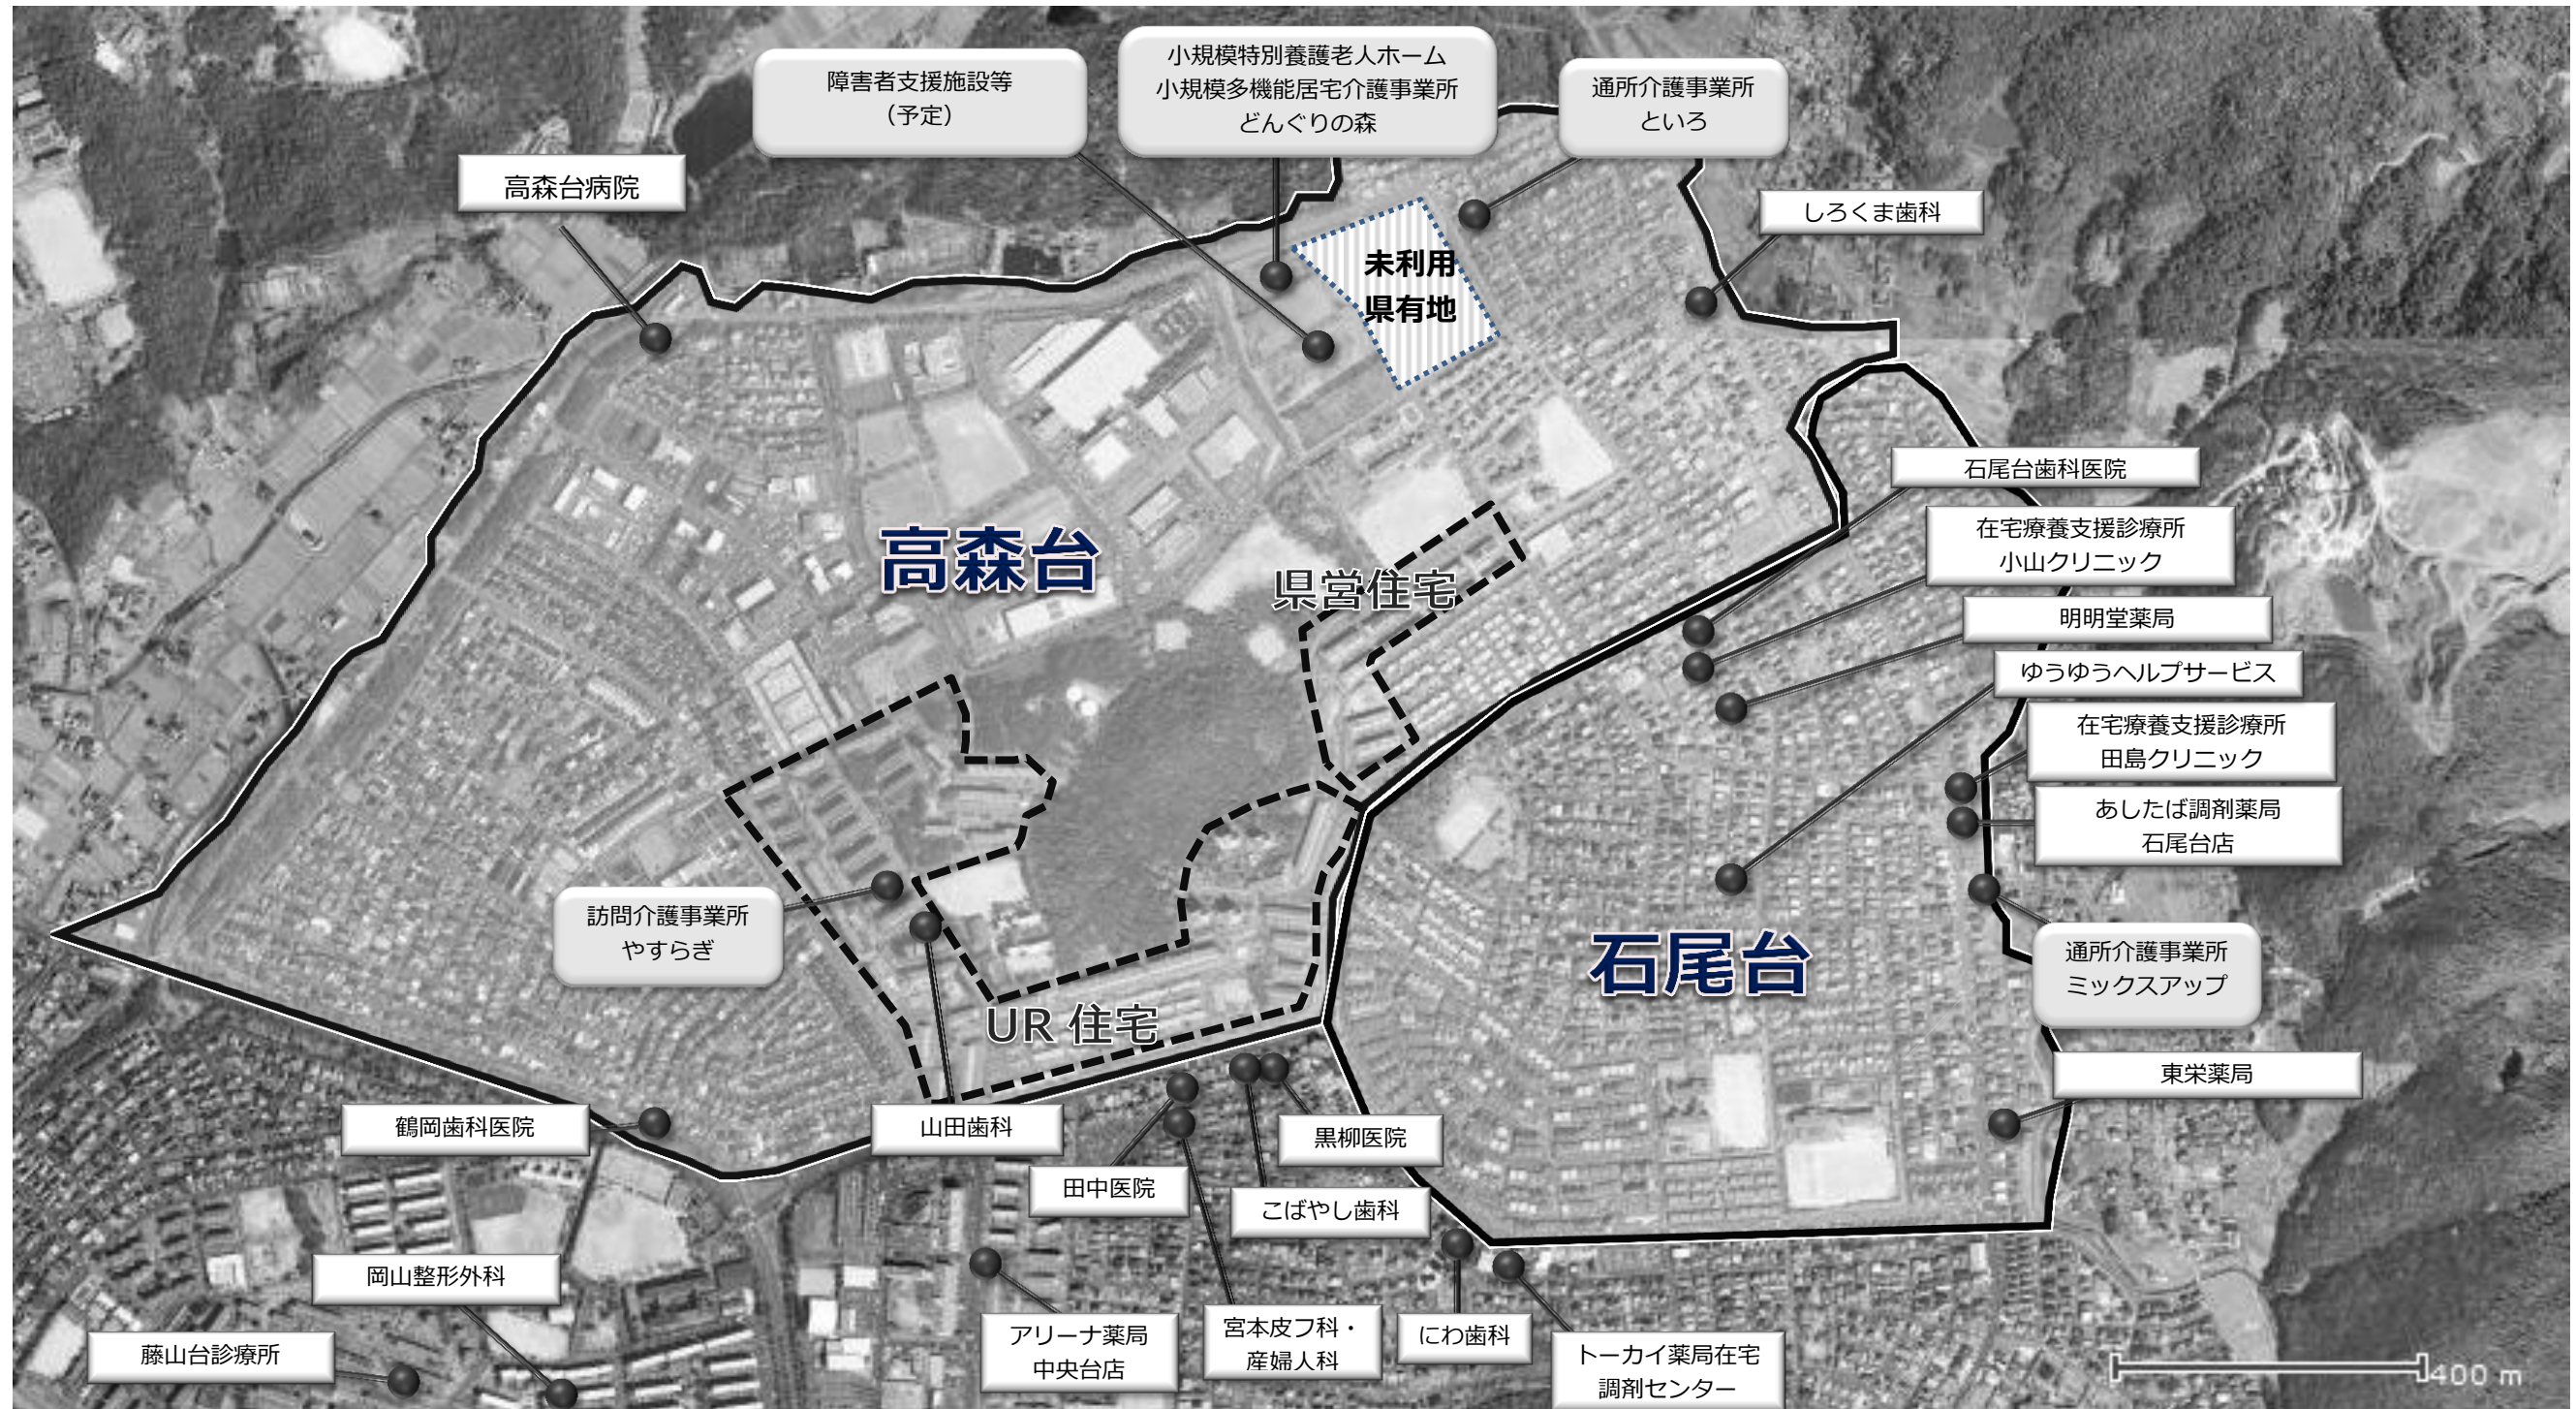 小規模特別養護老人ホーム
小規模多機能居宅介護事業所
どんぐりの森
障害者支援施設等
（予定）
通所介護事業所
といろ
高森台病院
しろくま歯科
未利用
県有地
石尾台歯科医院
在宅療養支援診療所
小山クリニック
高森台
県営住宅
明明堂薬局
ゆうゆうヘルプサービス
在宅療養支援診療所
田島クリニック
あしたば調剤薬局
石尾台店
訪問介護事業所
やすらぎ
石尾台
通所介護事業所
ミックスアップ
UR 住宅
東栄薬局
鶴岡歯科医院
山田歯科
黒柳医院
田中医院
こばやし歯科
岡山整形外科
藤山台診療所
アリーナ薬局
中央台店
宮本皮フ科・
産婦人科
にわ歯科
トーカイ薬局在宅
調剤センター
400 m